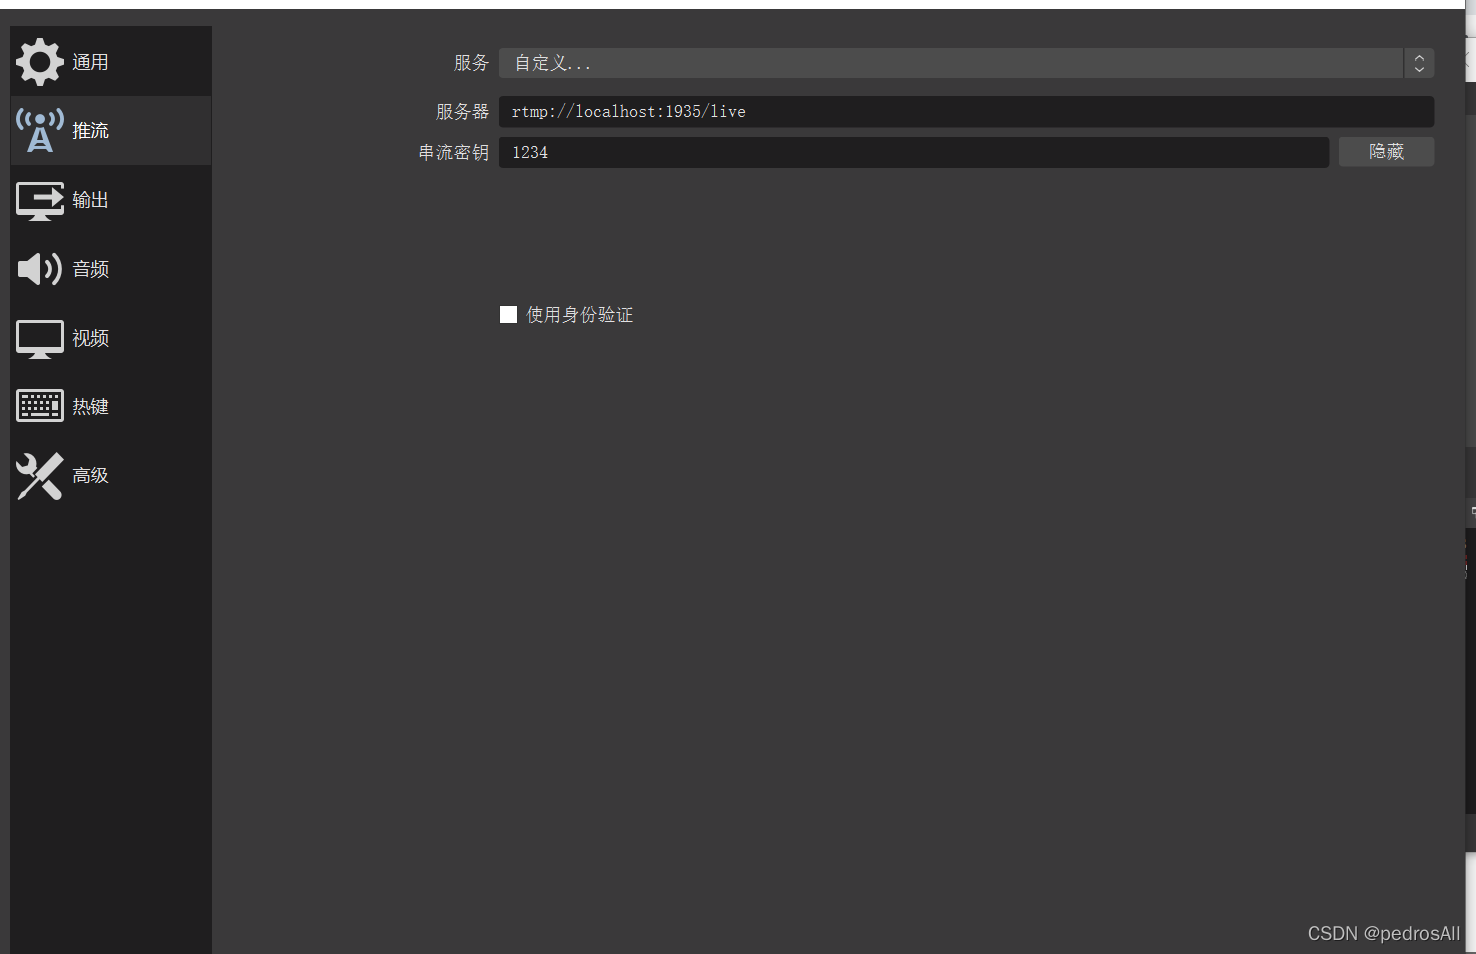 通用
推流
输出
音频
视频
热键
高级
服务 自定义...
服务器 rtmp://localhost:1935/live
串流密钥 1234 隐藏
使用身份验证
CSDN @pedrosAll